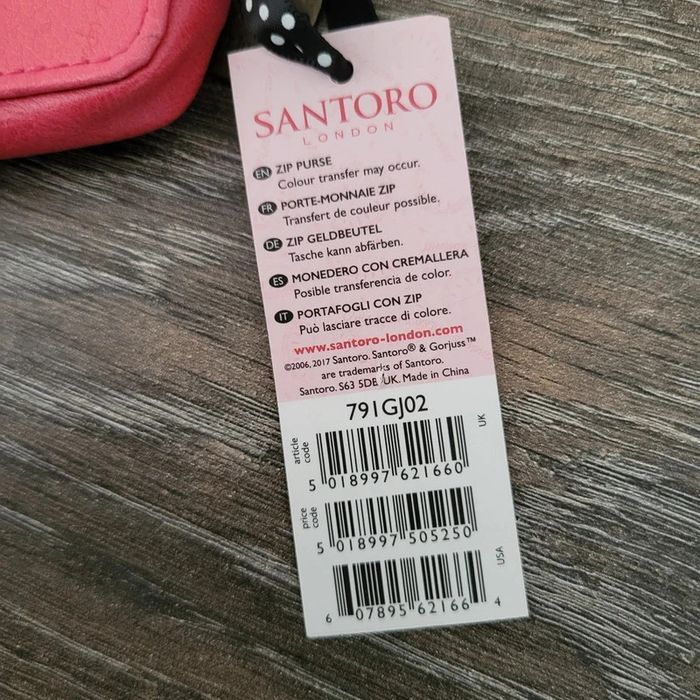 SANTORO
LONDON
EN ZIP PURSE
Colour transfer may occur.
FR PORTE-MONNAIE ZIP
Transfert de couleur possible.
DE ZIP GELDBEUTEL
Tasche kann abfärben.
ES MONEDERO CON CREMALLERA
Posible transferencia de color.
IT PORTAFOGLI CON ZIP
Può lasciare tracce di colore.
www.santoro-london.com
©2006, 2017 Santoro. Santoro® & Gorjuss™
are trademarks of Santoro.
Santoro. S63 5DB, UK. Made in China
791GJ02
article
code
UK
5 018997 621660
price
code
5 018997 505250
USA
6 07895 62166 4